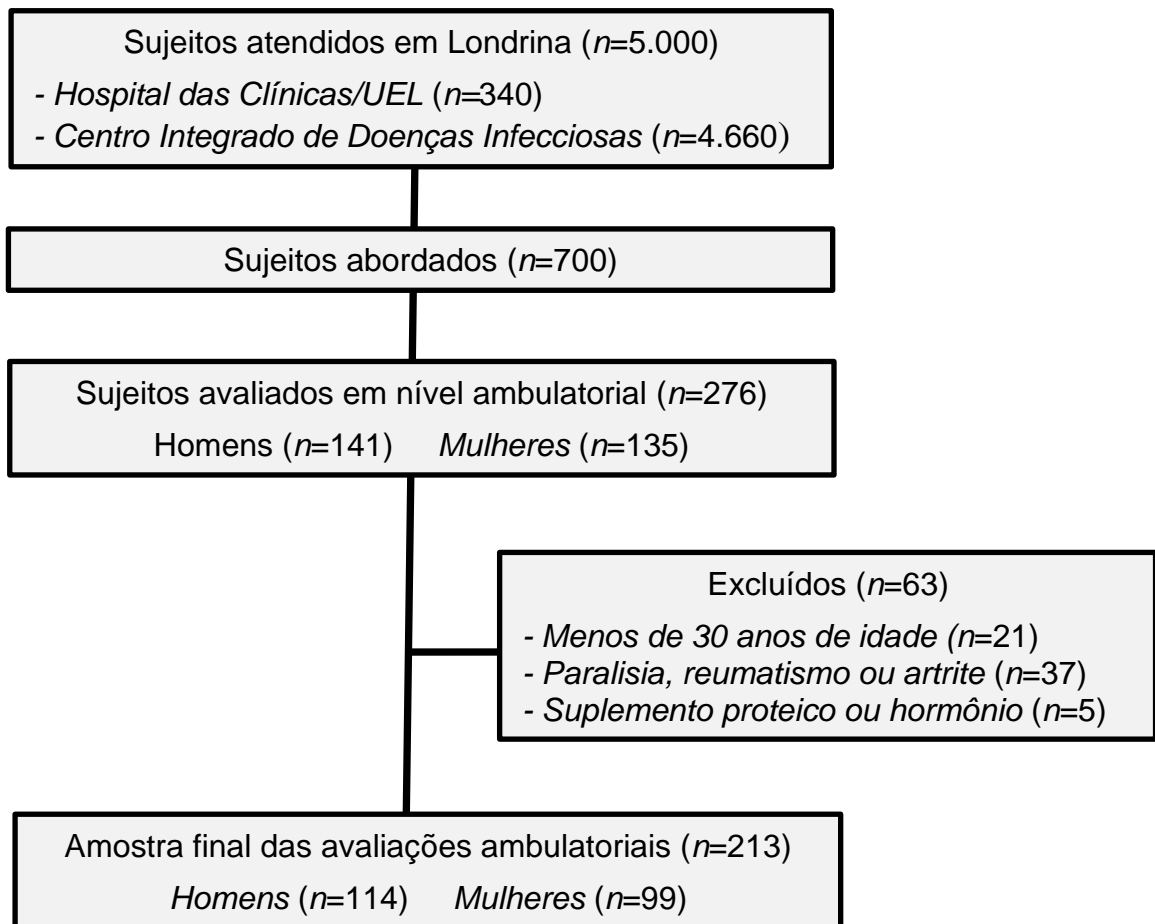 Sujeitos atendidos em Londrina (n=5.000)
- Hospital das Clínicas/UEL (n=340)
- Centro Integrado de Doenças Infecciosas (n=4.660)
Sujeitos abordados (n=700)
Sujeitos avaliados em nível ambulatorial (n=276)
Homens (n=141) Mulheres (n=135)
Excluídos (n=63)
- Menos de 30 anos de idade (n=21)
- Paralisia, reumatismo ou artrite (n=37)
- Suplemento proteico ou hormônio (n=5)
Amostra final das avaliações ambulatoriais (n=213)
Homens (n=114) Mulheres (n=99)